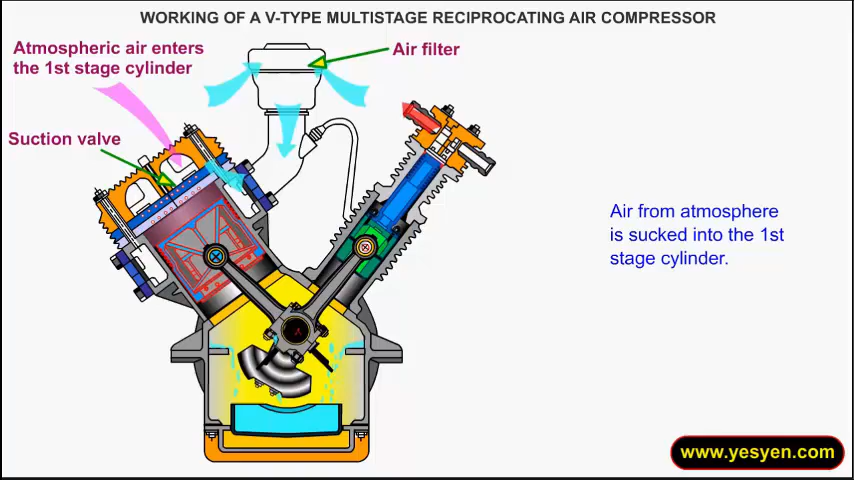 WORKING OF A V-TYPE MULTISTAGE RECIPROCATING AIR COMPRESSOR
Atmospheric air enters
the 1st stage cylinder
Air filter
Suction valve
Air from atmosphere
is sucked into the 1st
stage cylinder.
www.yesyen.com